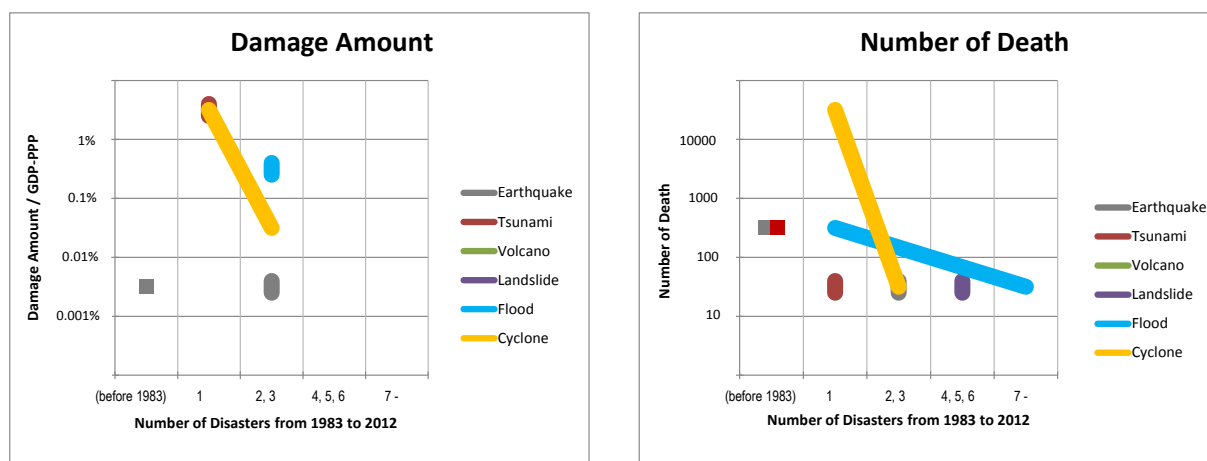 Damage Amount
Damage Amount / GDP-PPP
1%
0.1%
0.01%
0.001%
(before 1983) 1 2, 3 4, 5, 6 7 -
Number of Disasters from 1983 to 2012
Earthquake
Tsunami
Volcano
Landslide
Flood
Cyclone
Number of Death
Number of Death
10000
1000
100
10
(before 1983) 1 2, 3 4, 5, 6 7 -
Number of Disasters from 1983 to 2012
Earthquake
Tsunami
Volcano
Landslide
Flood
Cyclone